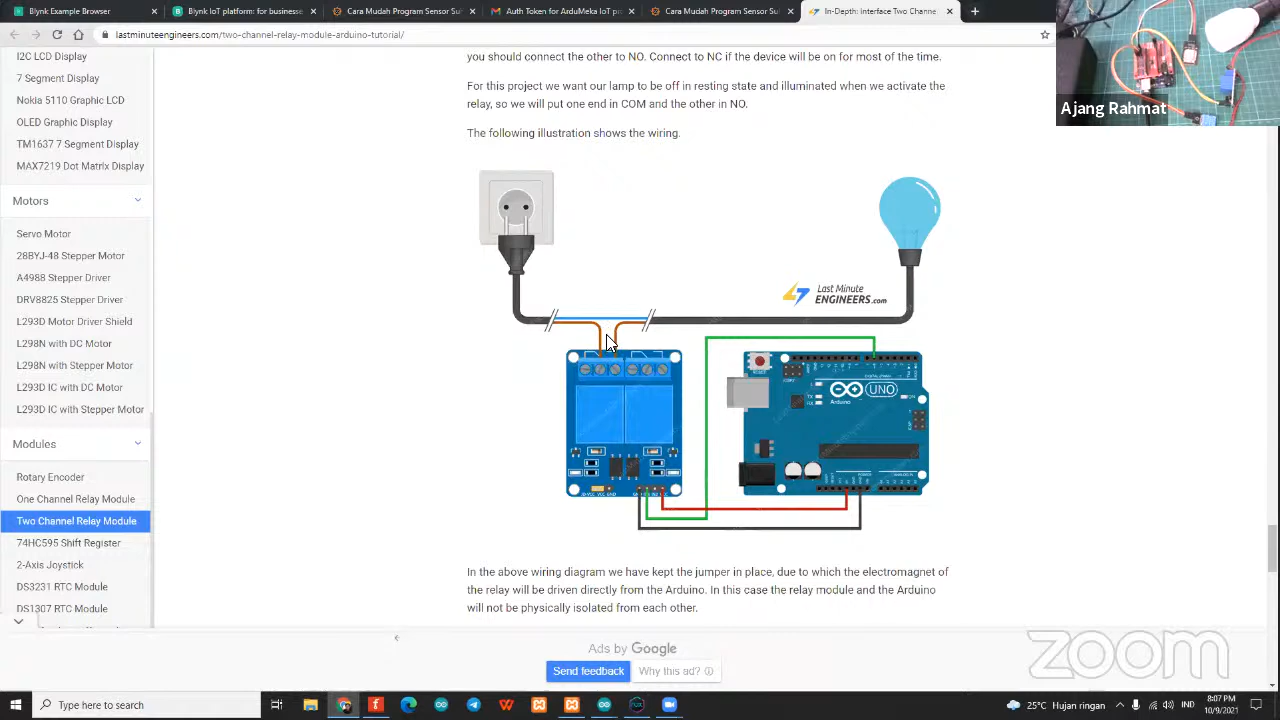 Blynk Example Browser
Blynk IoT platform: for businesse
Cara Mudah Program Sensor Sul
Auth Token for ArduMeka IoT p
Cara Mudah Program Sensor Sul
In-Depth: Interface Two Channe
lastminuteengineers.com/two-channel-relay-module-arduino-tutorial/
I2C LCD Display
7 Segment Display
Nokia 5110 Graphic LCD
OLED Graphic Display
TM1637 7 Segment Display
MAX7219 Dot Matrix Display
Motors
Servo Motor
28BYJ-48 Stepper Motor
A4988 Stepper Driver
DRV8825 Stepper Driver
L293D Motor Driver Shield
L298N with DC Motor
L298N with Stepper Motor
L293D IC with DC Motor
L293D IC with Stepper Motor
Modules
Rotary Encoder
One Channel Relay Module
Two Channel Relay Module
74HC595 Shift Register
2-Axis Joystick
DS3231 RTC Module
DS1307 RTC Module
you should connect the other to NO. Connect to NC if the device will be on for most of the time.
For this project we want our lamp to be off in resting state and illuminated when we activate the
relay, so we will put one end in COM and the other in NO.
The following illustration shows the wiring.
Last Minute
ENGINEERS.com
UNO
Arduino
TX
RX
ON
JD-VCC VCC GND
In the above wiring diagram we have kept the jumper in place, due to which the electromagnet of
the relay will be driven directly from the Arduino. In this case the relay module and the Arduino
will not be physically isolated from each other.
Ads by Google
Send feedback
Why this ad?
Ajang Rahmat
zoom
Type here to search
25°C Hujan ringan
IND
8:07 PM
10/9/2021